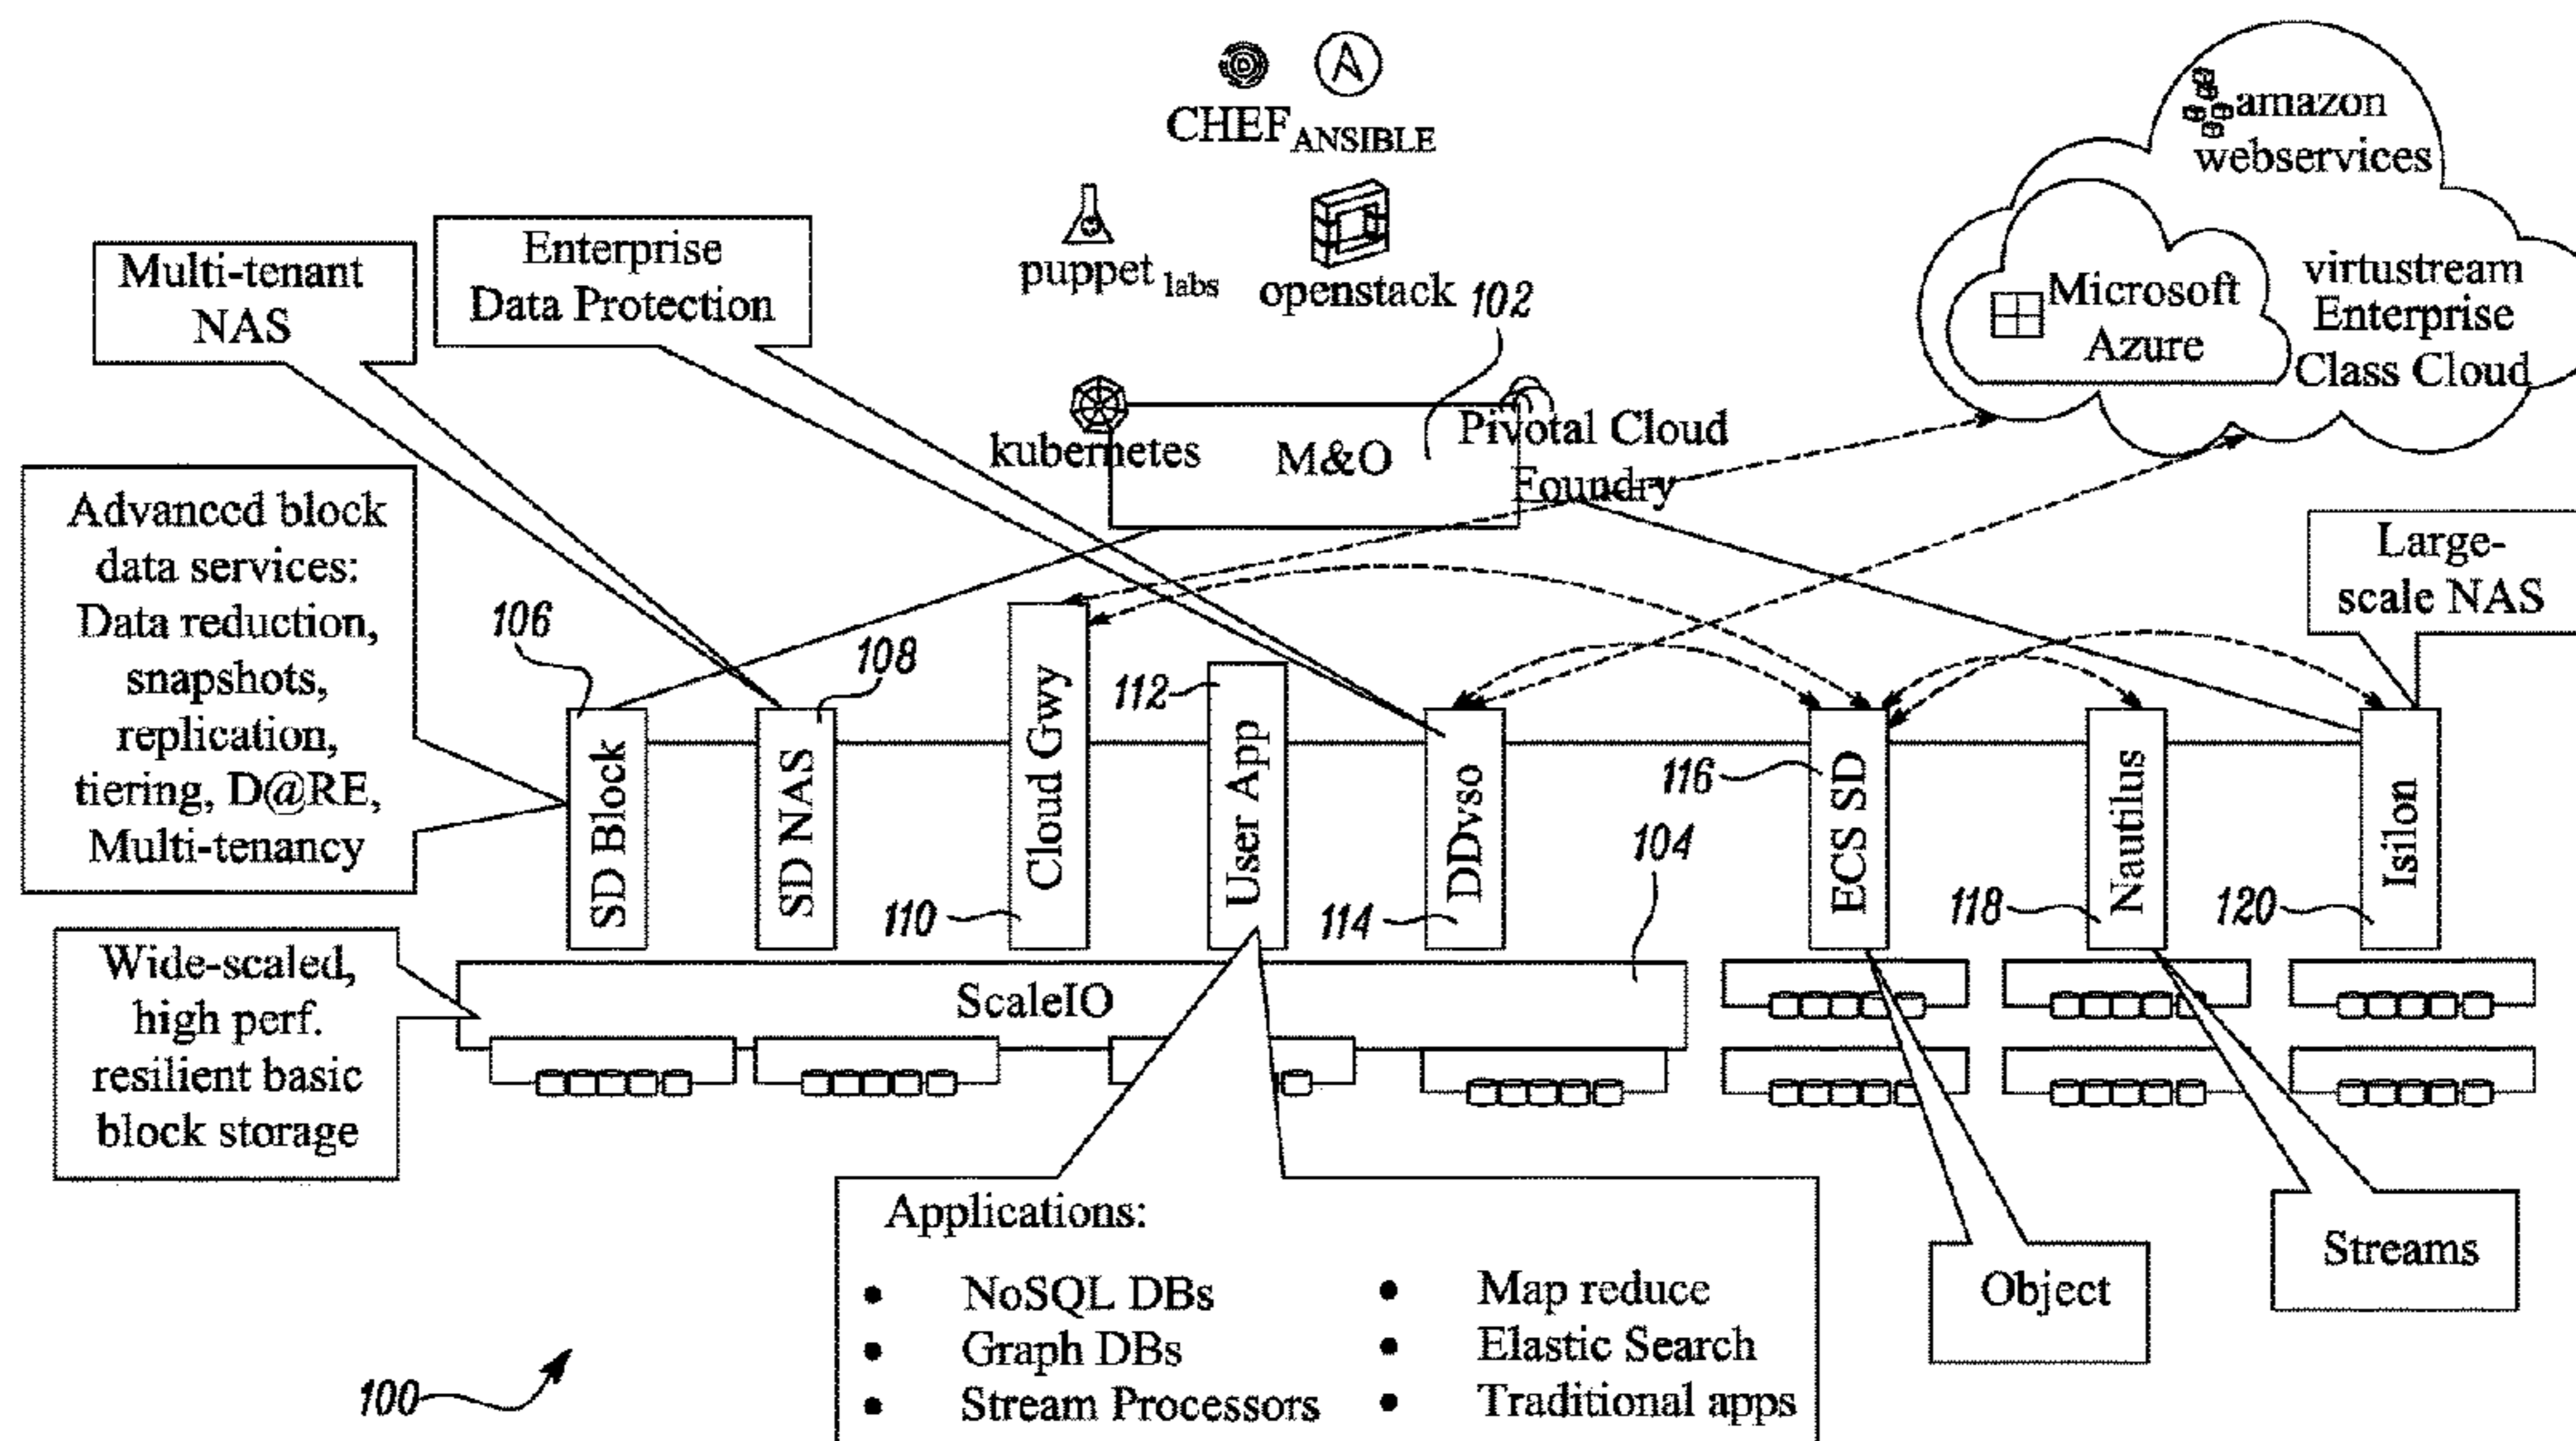 CHEF
ANSIBLE
puppet labs
openstack
102
amazon
webservices
Microsoft
Azure
virtustream
Enterprise
Class Cloud
Multi-tenant
NAS
Enterprise
Data Protection
kubernetes
M&O
Pivotal Cloud
Foundry
Large-
scale NAS
Advanced block
data services:
Data reduction,
snapshots,
replication,
tiering, D@RE,
Multi-tenancy
106
SD Block
108
SD NAS
110
Cloud Gwy
112
User App
114
DDvso
116
ECS SD
118
Nautilus
120
Isilon
104
ScaleIO
Wide-scaled,
high perf.
resilient basic
block storage
Applications:
• NoSQL DBs
• Graph DBs
• Stream Processors
• Map reduce
• Elastic Search
• Traditional apps
Object
Streams
100